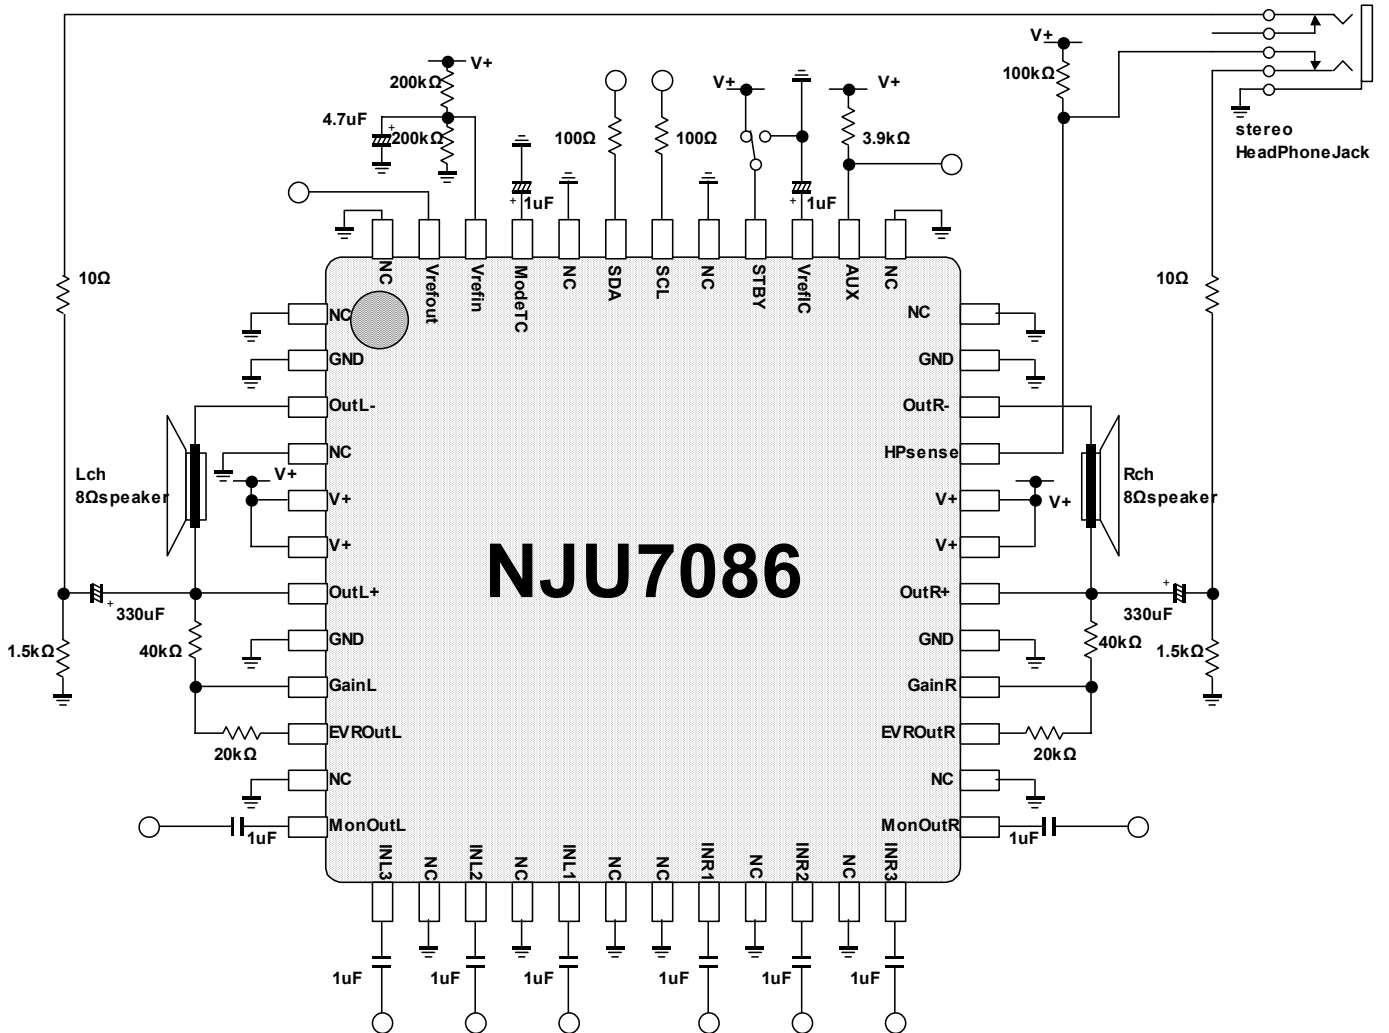 V+
V+
200kΩ
100kΩ
V+
V+
4.7uF
200kΩ
100Ω
100Ω
3.9kΩ
stereo
HeadPhoneJack
1uF
1uF
NC
Vrefout
Vrefin
ModeTC
NC
SDA
SCL
NC
STBY
VrefIC
AUX
NC
10Ω
10Ω
NC
NC
GND
GND
OutL-
OutR-
NC
HPsense
Lch
8Ωspeaker
V+
V+
V+
V+
Rch
8Ωspeaker
V+
V+
NJU7086
OutL+
OutR+
330uF
330uF
GND
GND
1.5kΩ
40kΩ
40kΩ
1.5kΩ
GainL
GainR
EVROutL
EVROutR
20kΩ
20kΩ
NC
NC
MonOutL
MonOutR
1uF
1uF
INL3
NC
INL2
NC
INL1
NC
NC
INR1
NC
INR2
NC
INR3
1uF
1uF
1uF
1uF
1uF
1uF